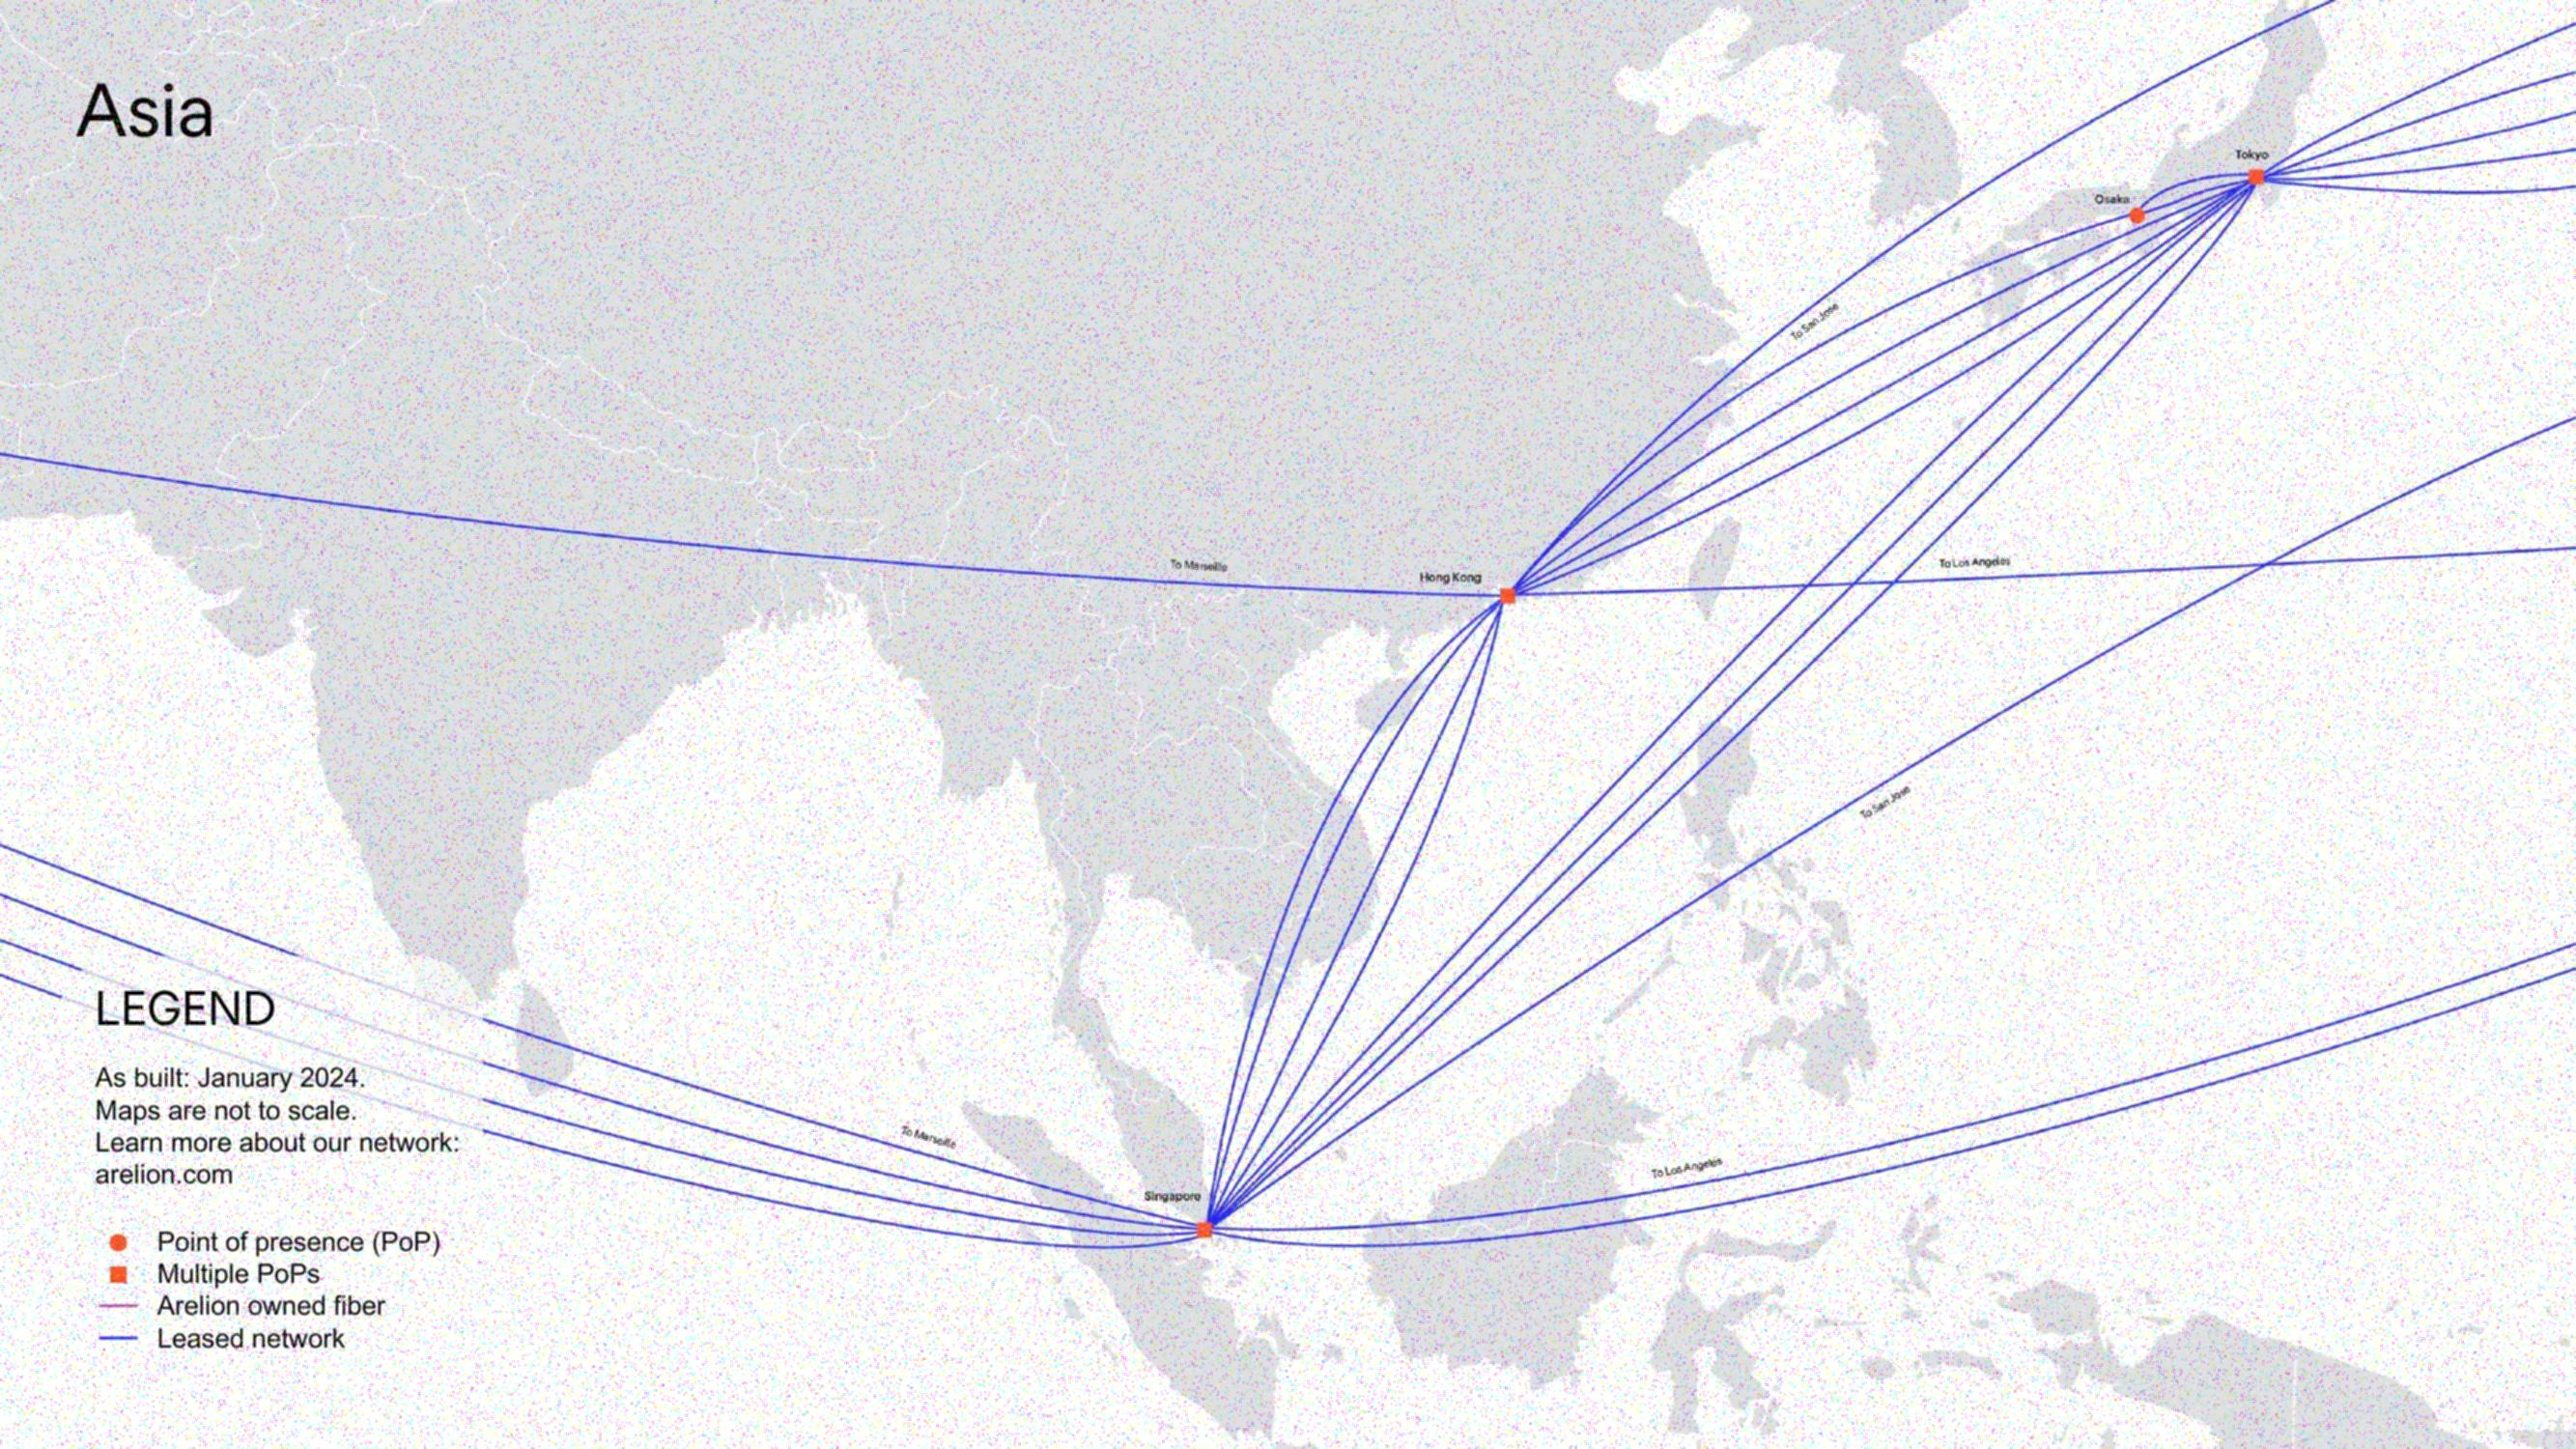 Asia
Tokyo
Osaka
To San Jose
To Marseille
Hong Kong
To Los Angeles
To San Jose
To Marseille
Singapore
To Los Angeles
LEGEND
As built: January 2024.
Maps are not to scale.
Learn more about our network:
arelion.com
Point of presence (PoP)
Multiple PoPs
Arelion owned fiber
Leased network